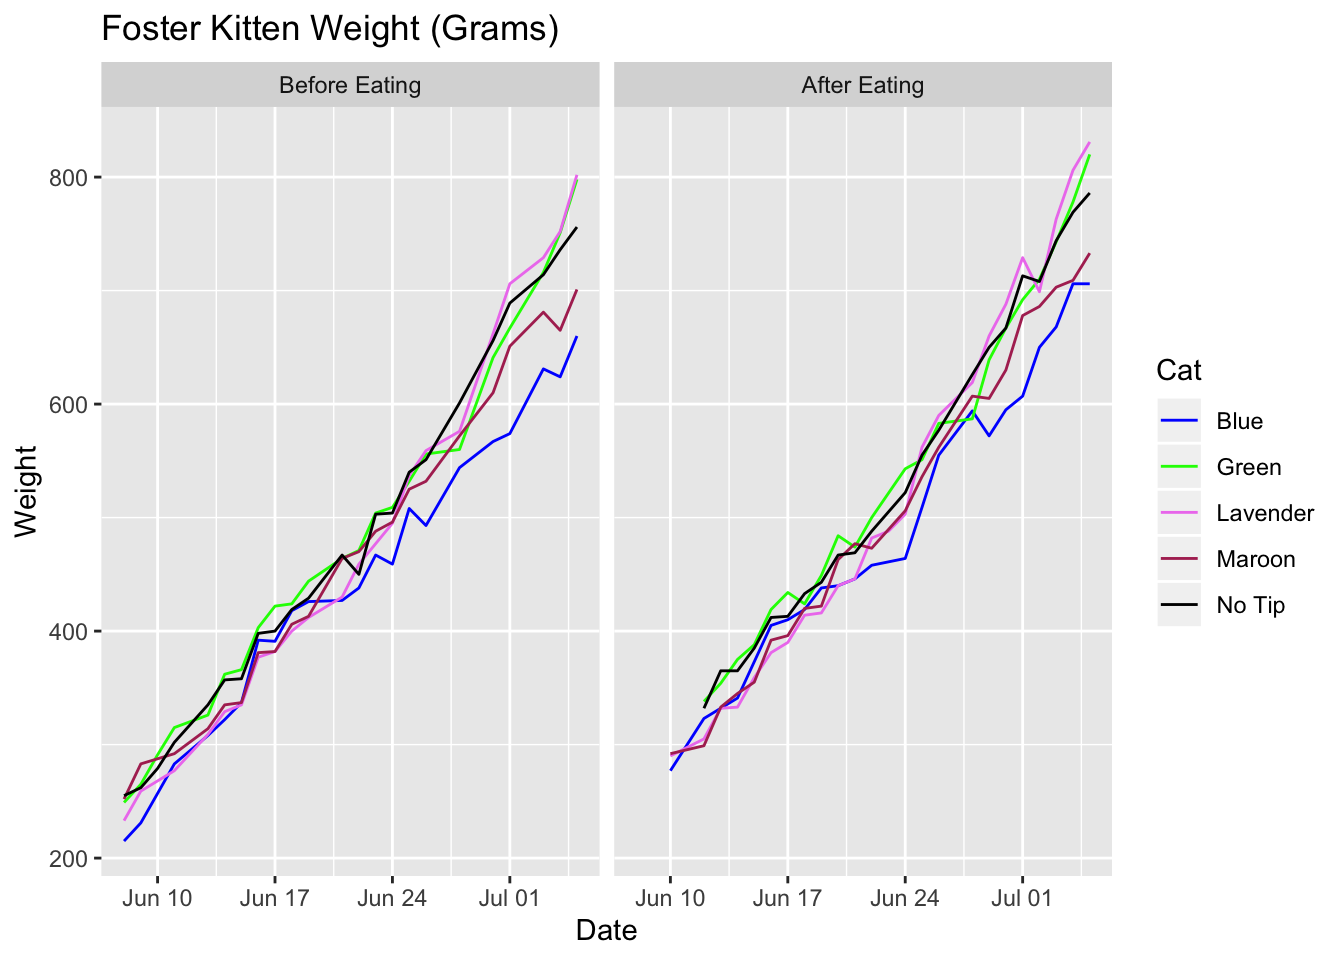 Foster Kitten Weight (Grams)
Before Eating
After Eating
800
600
400
200
Weight
Jun 10
Jun 17
Jun 24
Jul 01
Jun 10
Jun 17
Jun 24
Jul 01
Date
Cat
Blue
Green
Lavender
Maroon
No Tip